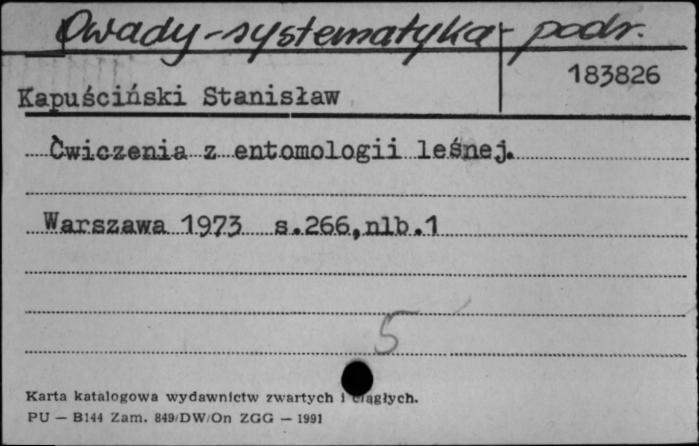 Owady-systematyka- podr.
183826
Kapuściński Stanisław
Ćwiczenia z entomologii leśnej.
Warszawa 1973 s.266,nlb.1
5
Karta katalogowa wydawnictw zwartych i ciągłych.
PU — B144 Zam. 849/DW/On ZGG — 1991